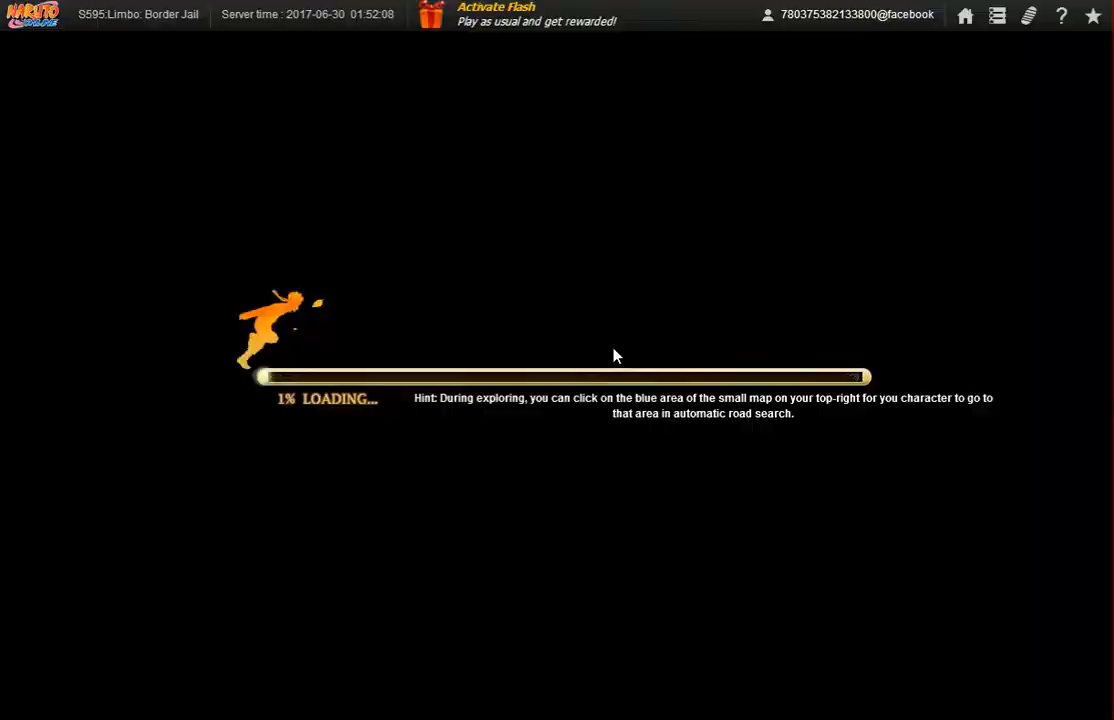 NARUTO
ONLINE
S595:Limbo: Border Jail
Server time : 2017-06-30 01:52:08
Activate Flash
Play as usual and get rewarded!
780375382133800@facebook
?
1% LOADING...
Hint: During exploring, you can click on the blue area of the small map on your top-right for you character to go to
that area in automatic road search.